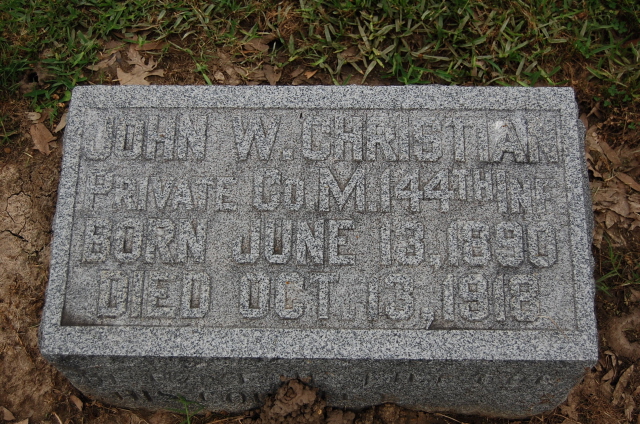 JOHN W. CHRISTIAN
PRIVATE CO. M. 144TH INF
BORN JUNE 18, 1890
DIED OCT. 13, 1918